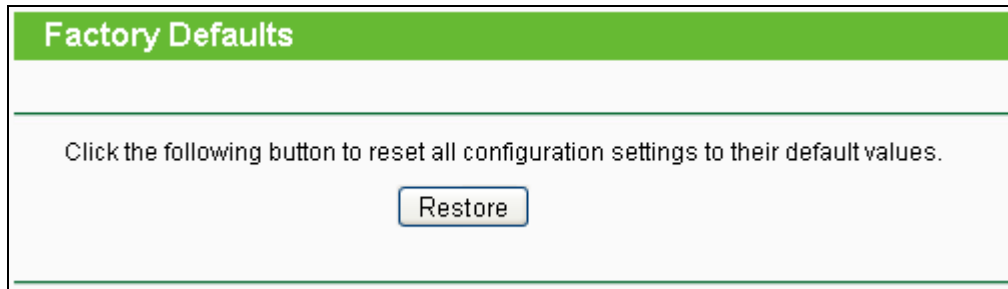 Factory Defaults
Click the following button to reset all configuration settings to their default values.
Restore